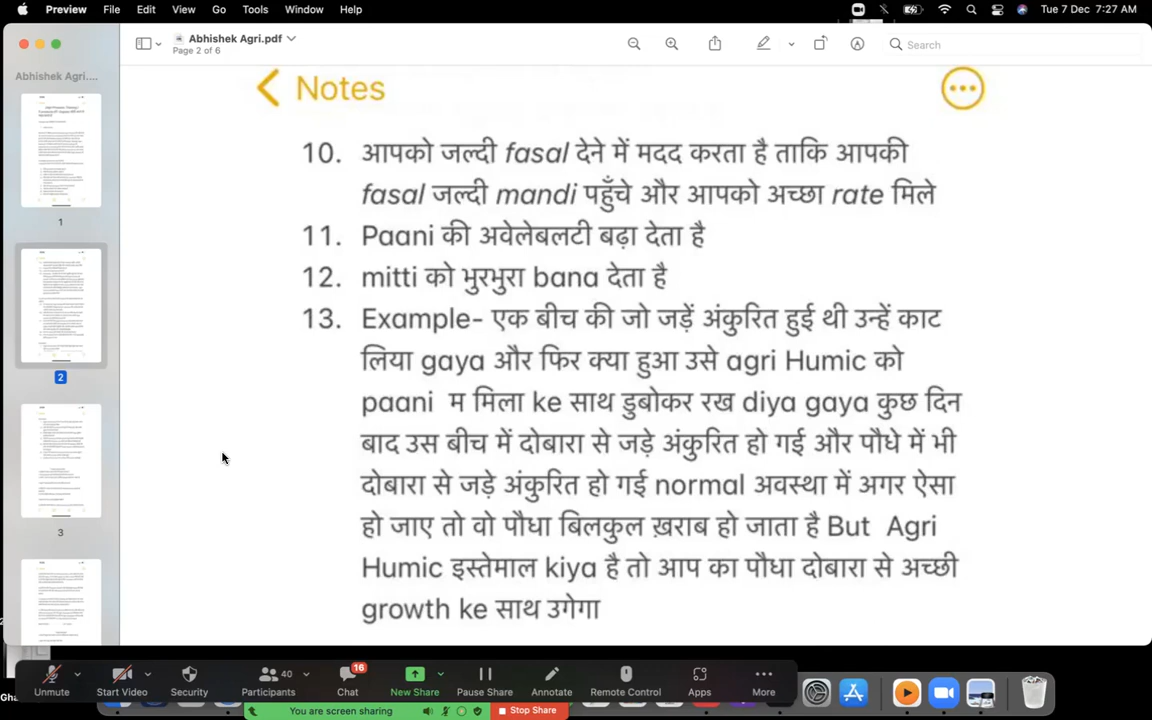 Preview File Edit View Go Tools Window Help Tue 7 Dec 7:27 AM
Abhishek Agri.pdf
Page 2 of 6
Search
Abhishek Agri....
1
2
3
Notes
10. आपको जल्दी fasal देने में मदद करता है ताकि आपकी
fasal जल्दी mandi पहुँचे और आपको अच्छा rate मिले
11. Paani की अवेलेबलटी बढ़ा देता है
12. mitti को भुरभुरा bana देता है
13. Example- एक बीच की जो जड़ें अंकुरित हुई थी उन्हें काट
लिया gaya और फिर क्या हुआ उसे agri Humic को
paani म मिला ke साथ डुबोकर रख diya gaya कुछ दिन
बाद उस बीच में दोबारा से जड़े अंकुरित हो गई और पौधे में भी
दोबारा से जड़े अंकुरित हो गई normal अवस्था में अगर ऐसा
हो जाए तो वो पौधा बिलकुल ख़राब हो जाता है But Agri
Humic इस्तेमाल kiya है तो आप का पौधा दोबारा से अच्छी
growth ke साथ उगेगा
16
40
Unmute Start Video Security Participants Chat New Share Pause Share Annotate Remote Control Apps More
You are screen sharing Stop Share